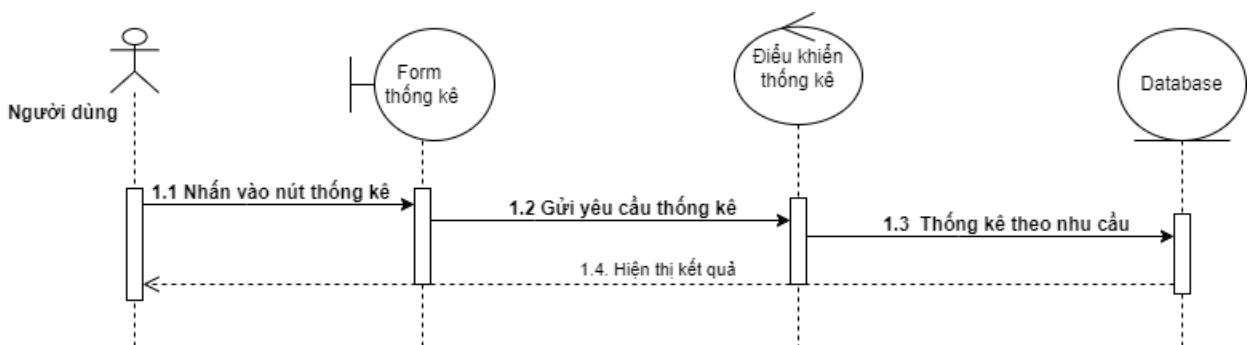 Người dùng
Form
thống kê
Điểu khiển
thống kê
Database
1.1 Nhấn vào nút thống kê
1.2 Gửi yêu cầu thống kê
1.3 Thống kê theo nhu cầu
1.4. Hiện thị kết quả